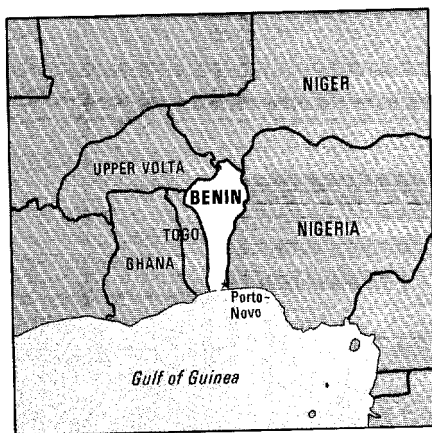 NIGER
UPPER VOLTA
BENIN
NIGERIA
TOGO
GHANA
Porto-
Novo
Gulf of Guinea